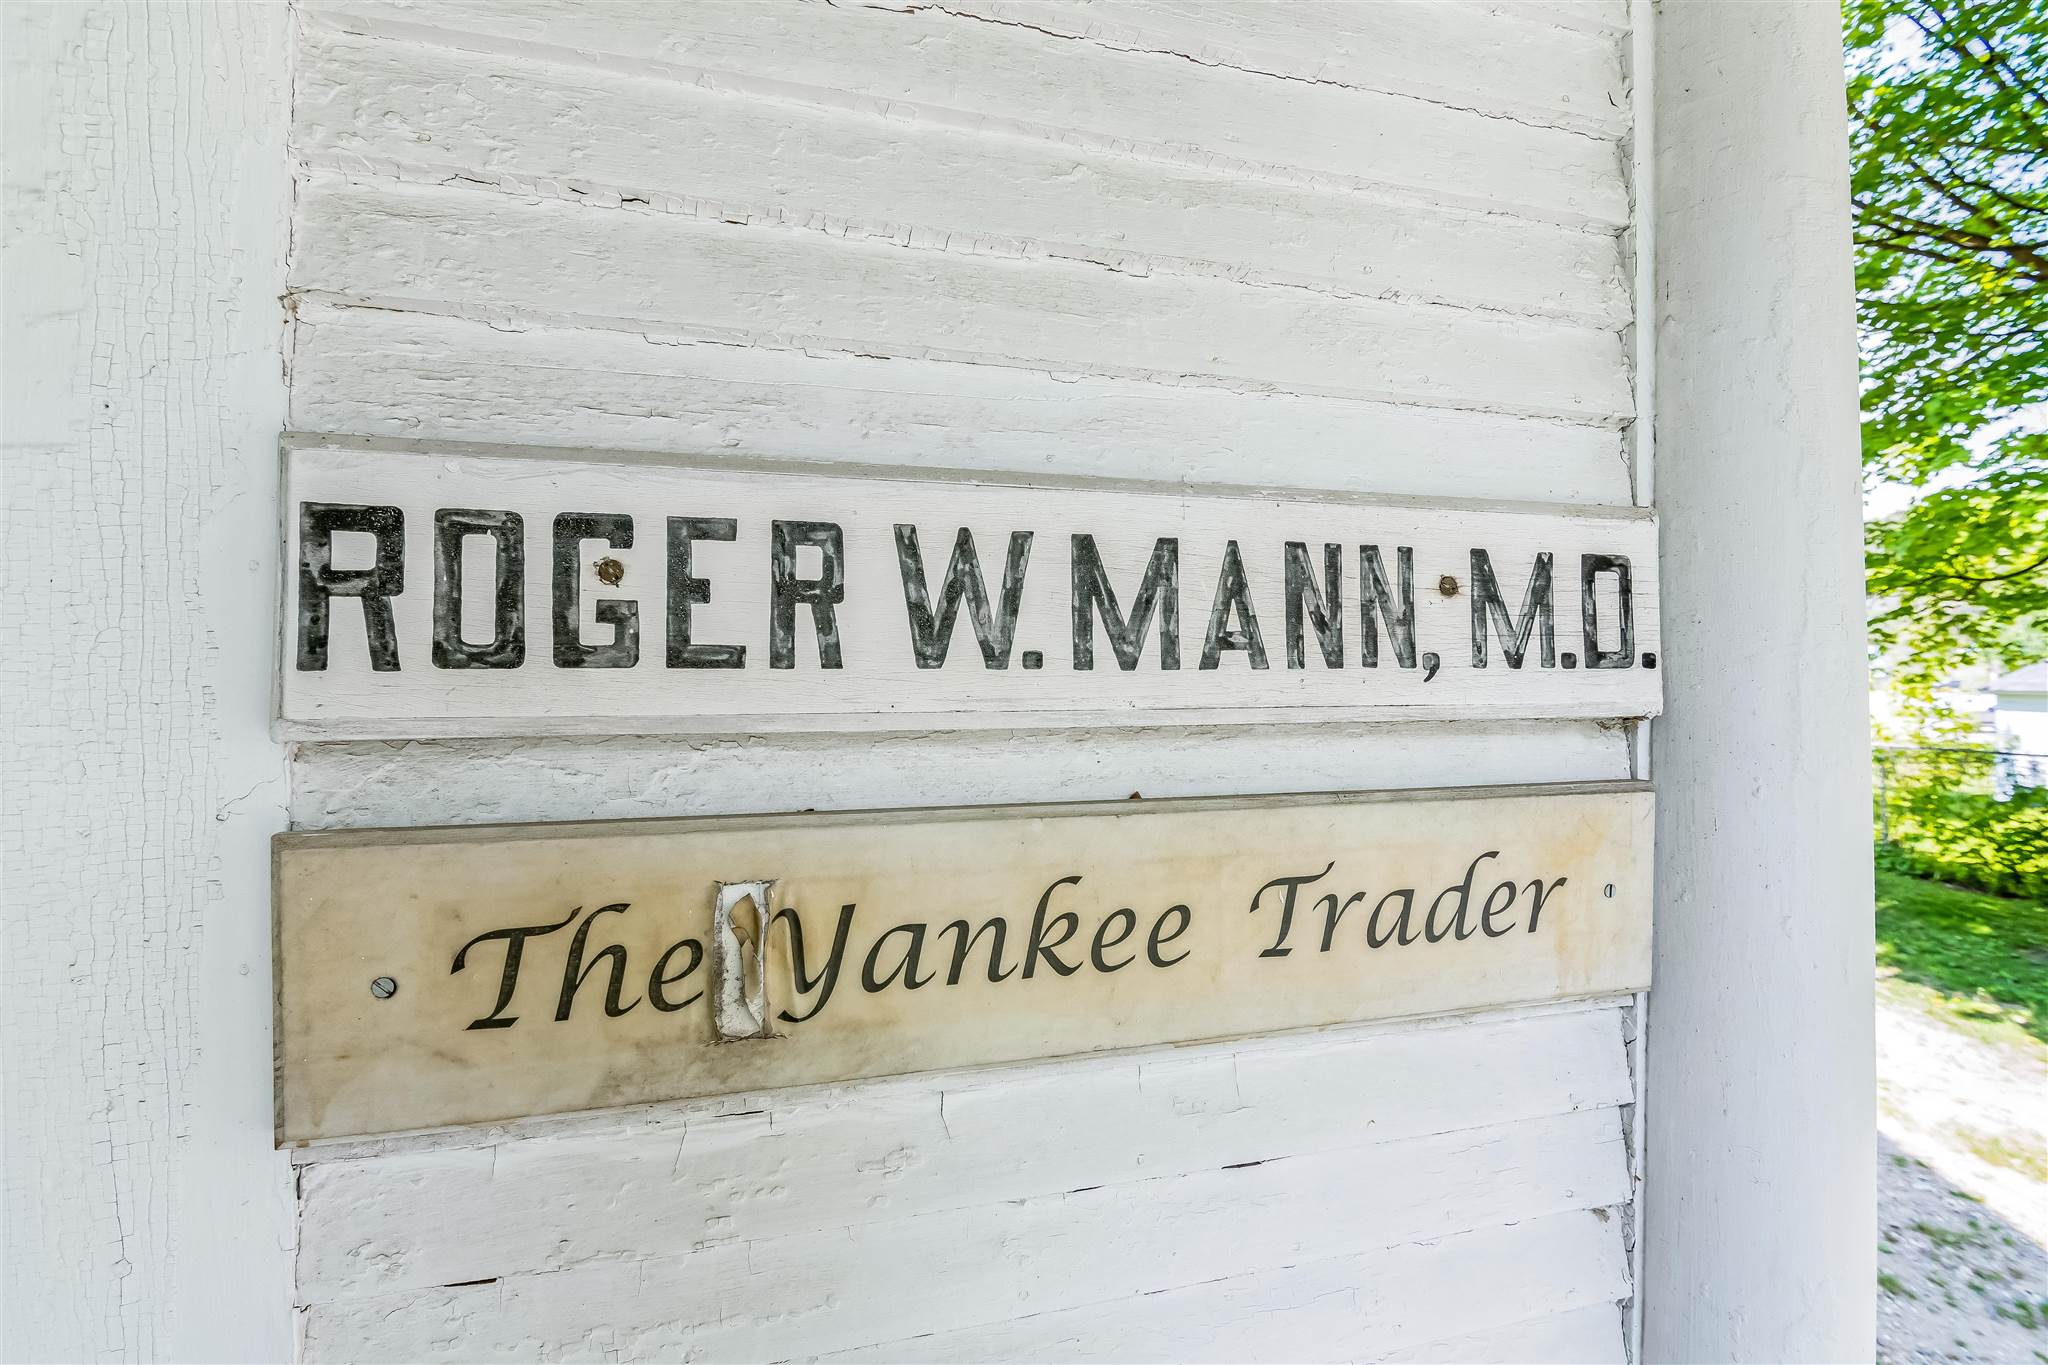 ROGER W. MANN, M.D.
The Yankee Trader